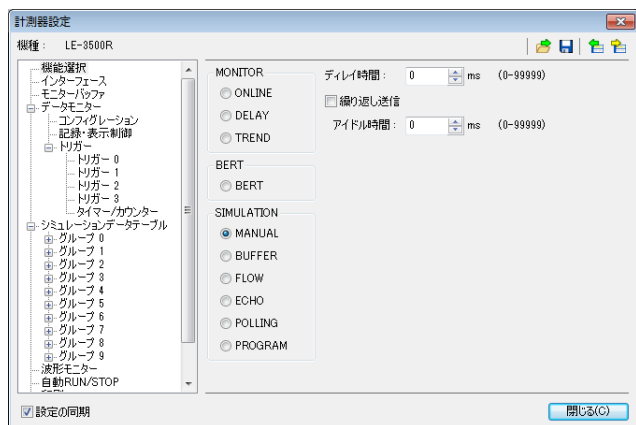 計測器設定
機種： LE-3500R
機能選択
インターフェース
モニターバッファ
データモニター
コンフィグレーション
記録・表示制御
トリガー
トリガー 0
トリガー 1
トリガー 2
トリガー 3
タイマー/カウンター
シミュレーションデータテーブル
グループ 0
グループ 1
グループ 2
グループ 3
グループ 4
グループ 5
グループ 6
グループ 7
グループ 8
グループ 9
波形モニター
自動RUN/STOP
MONITOR
ONLINE
DELAY
TREND
BERT
BERT
SIMULATION
MANUAL
BUFFER
FLOW
ECHO
POLLING
PROGRAM
ディレイ時間： 0 ms (0-99999)
繰り返し送信
アイドル時間： 0 ms (0-99999)
設定の同期
閉じる(C)